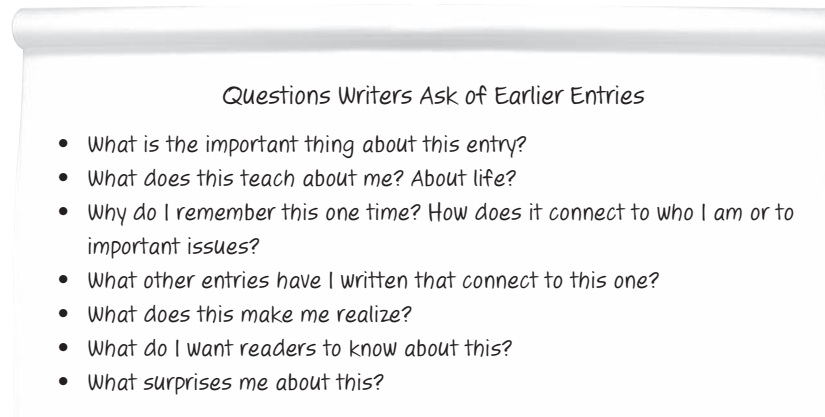 Questions Writers Ask of Earlier Entries
• What is the important thing about this entry?
• What does this teach about me? About life?
• Why do I remember this one time? How does it connect to who I am or to
important issues?
• What other entries have I written that connect to this one?
• What does this make me realize?
• What do I want readers to know about this?
• What surprises me about this?